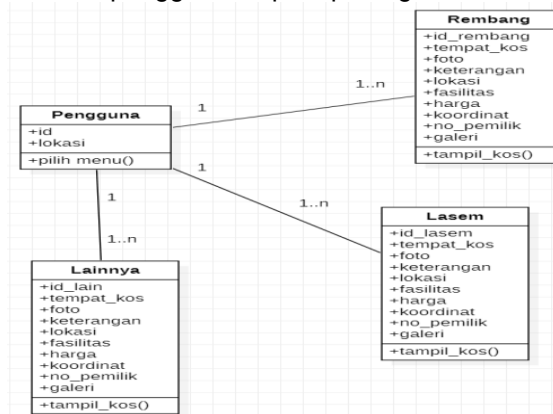 Rembang
+id_rembang
+tempat_kos
+foto
+keterangan
+lokasi
+fasilitas
+harga
+koordinat
+no_pemilik
+galeri
+tampil_kos()
1..n
1
Pengguna
+id
+lokasi
+pilih menu()
1
1..n
1
1..n
Lasem
+id_lasem
+tempat_kos
+foto
+keterangan
+lokasi
+fasilitas
+harga
+koordinat
+no_pemilik
+galeri
+tampil_kos()
Lainnya
+id_lain
+tempat_kos
+foto
+keterangan
+lokasi
+fasilitas
+harga
+koordinat
+no_pemilik
+galeri
+tampil_kos()